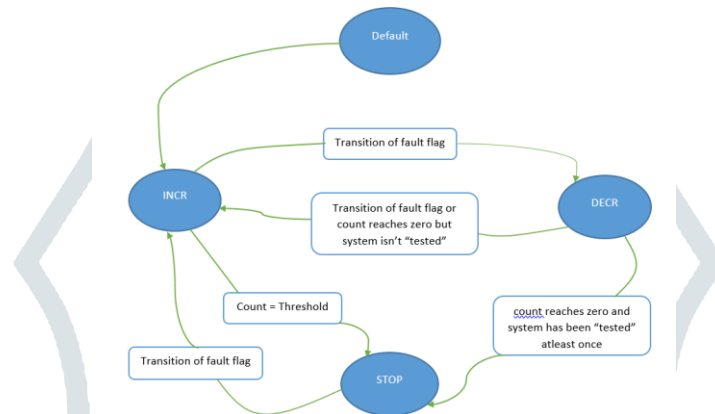 Default
Transition of fault flag
INCR
DECR
Transition of fault flag or
count reaches zero but
system isn't “tested”
Count = Threshold
count reaches zero and
system has been “tested”
atleast once
Transition of fault flag
STOP